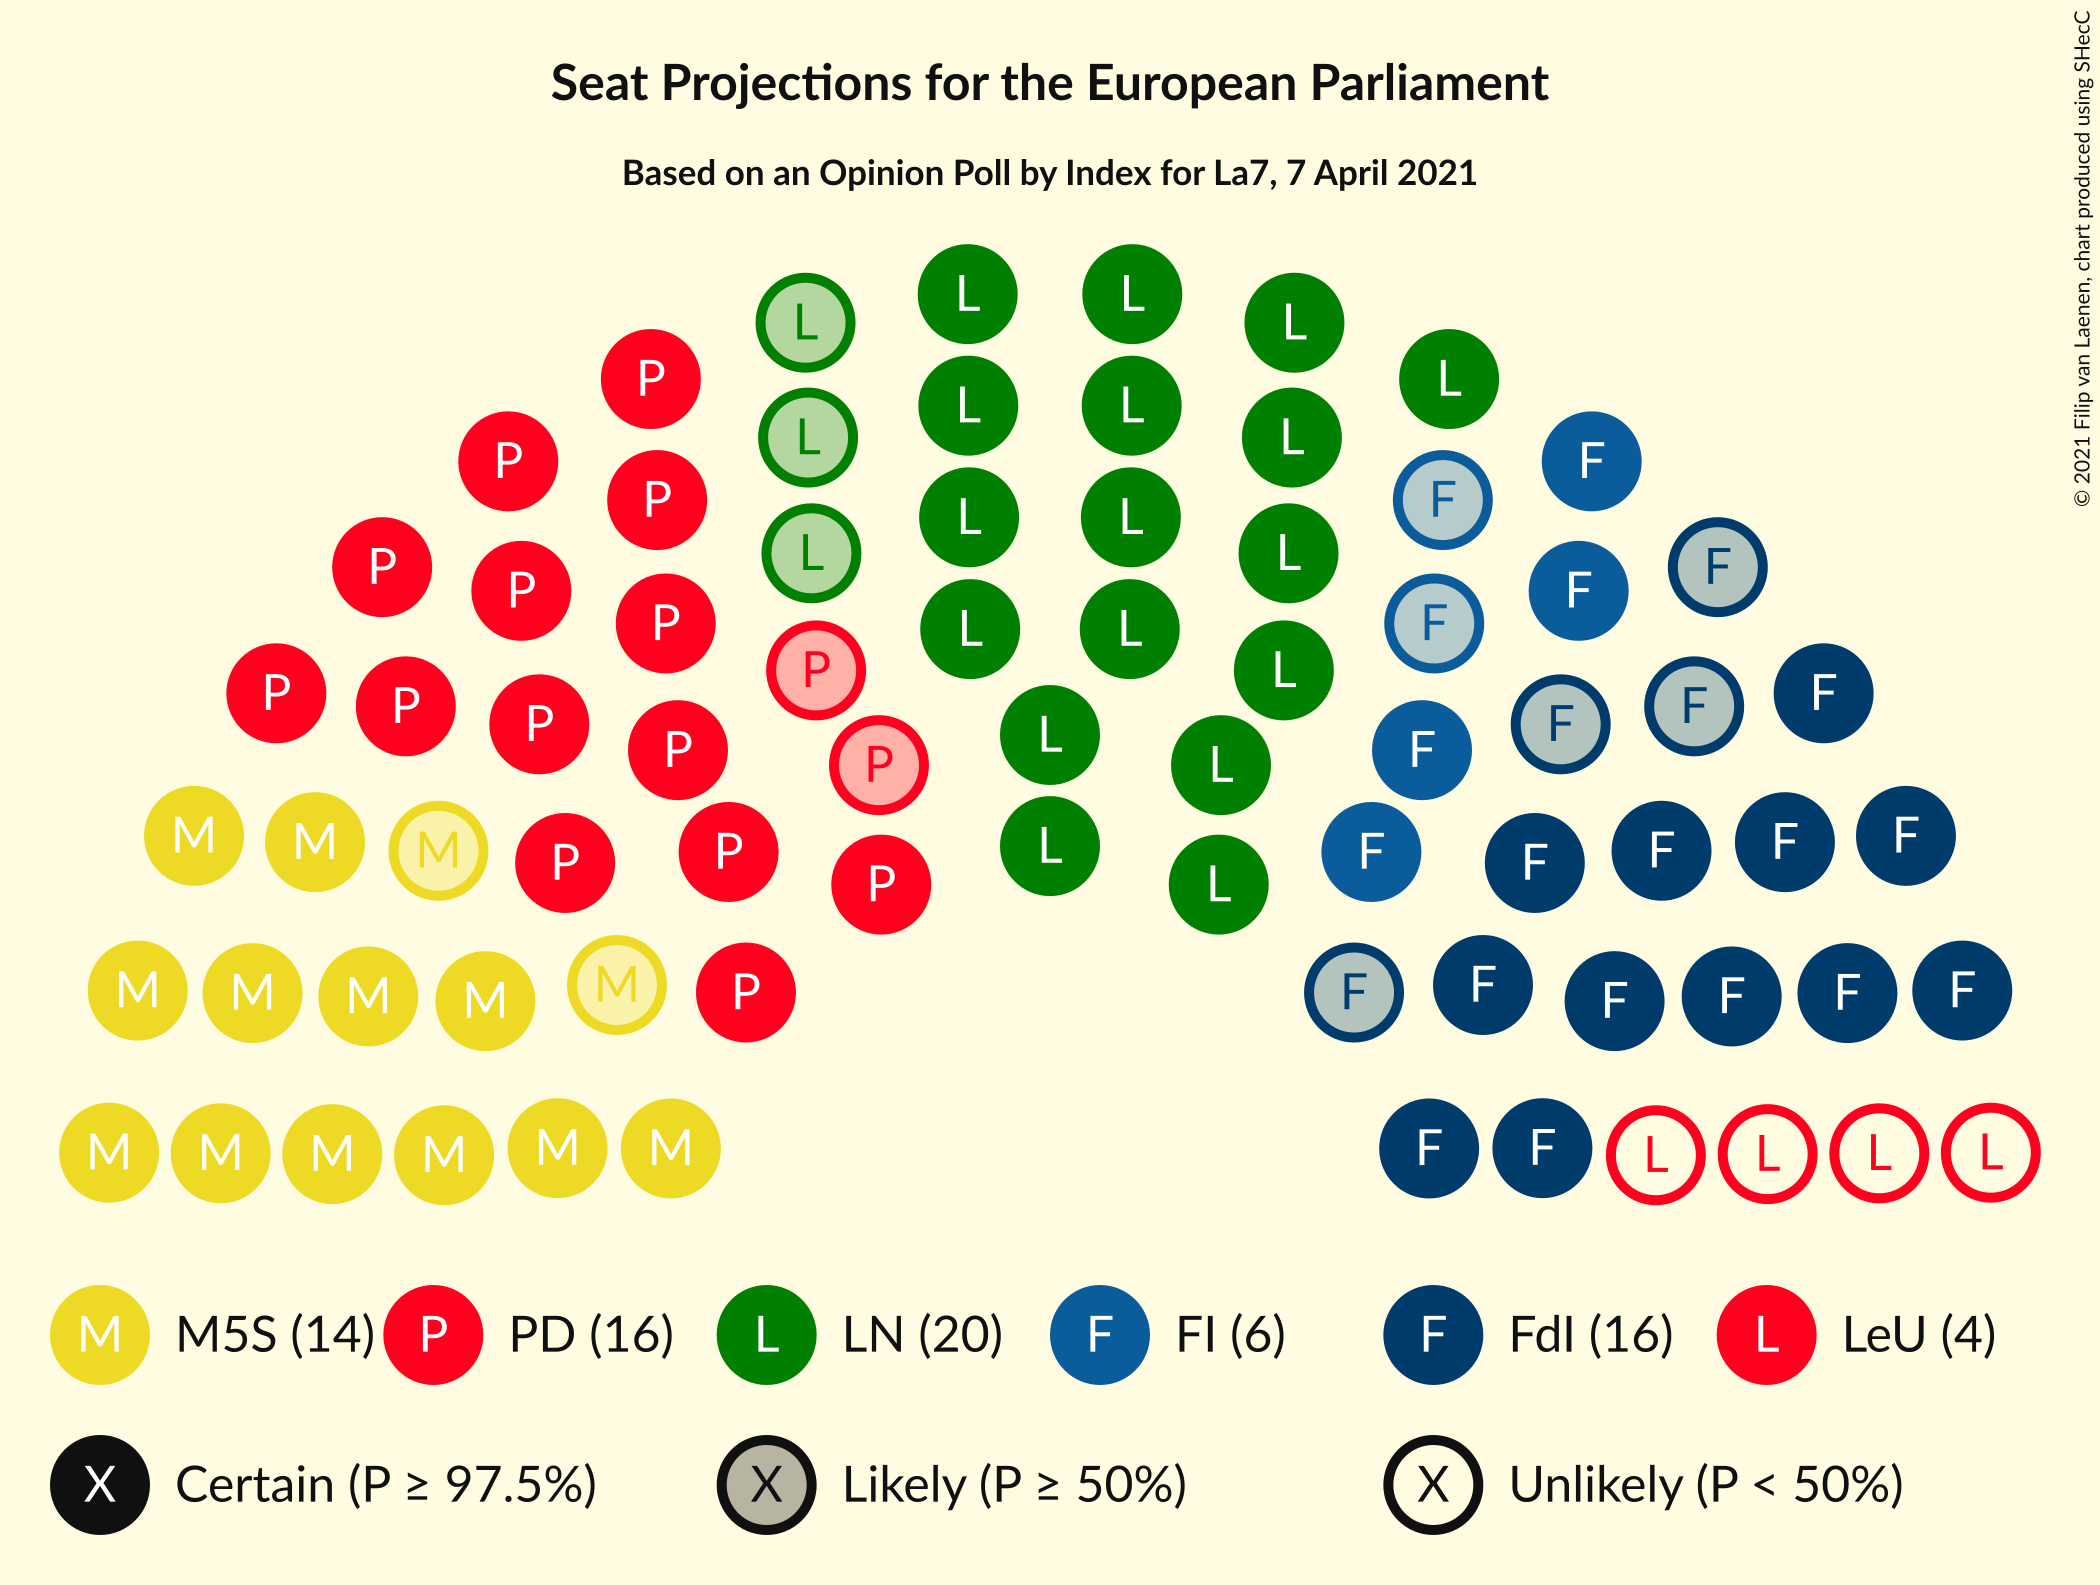 Seat Projections for the European Parliament
Based on an Opinion Poll by Index for La7, 7 April 2021
© 2021 Filip van Laenen, chart produced using SHecC
L L
L L
P L
L L
L L
P F
P F L L
L L
P F
P F
P F
L L
P L
P L
P F
P F
P F
P F
P F
L
P L
M F
M F
L
M F
P F
P F
P L
M F
M F
M F
M F
M F
P F
M M M M M M F F L L L L
M M5S (14) P PD (16) L LN (20) F FI (6) F FdI (16) L LeU (4)
X Certain (P ≥ 97.5%) X Likely (P ≥ 50%) X Unlikely (P < 50%)